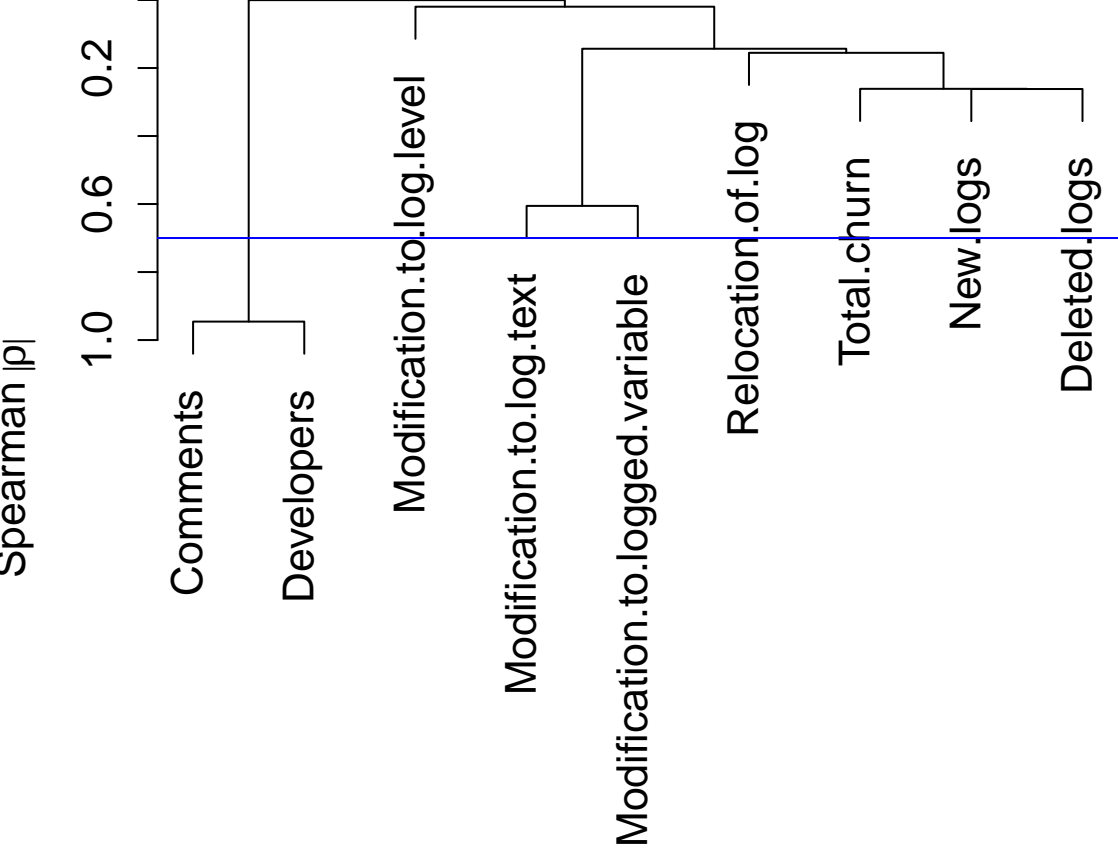 Spearman |ρ|
0.2
0.6
1.0
Comments
Developers
Modification.to.log.level
Modification.to.log.text
Modification.to.logged.variable
Relocation.of.log
Total.churn
New.logs
Deleted.logs